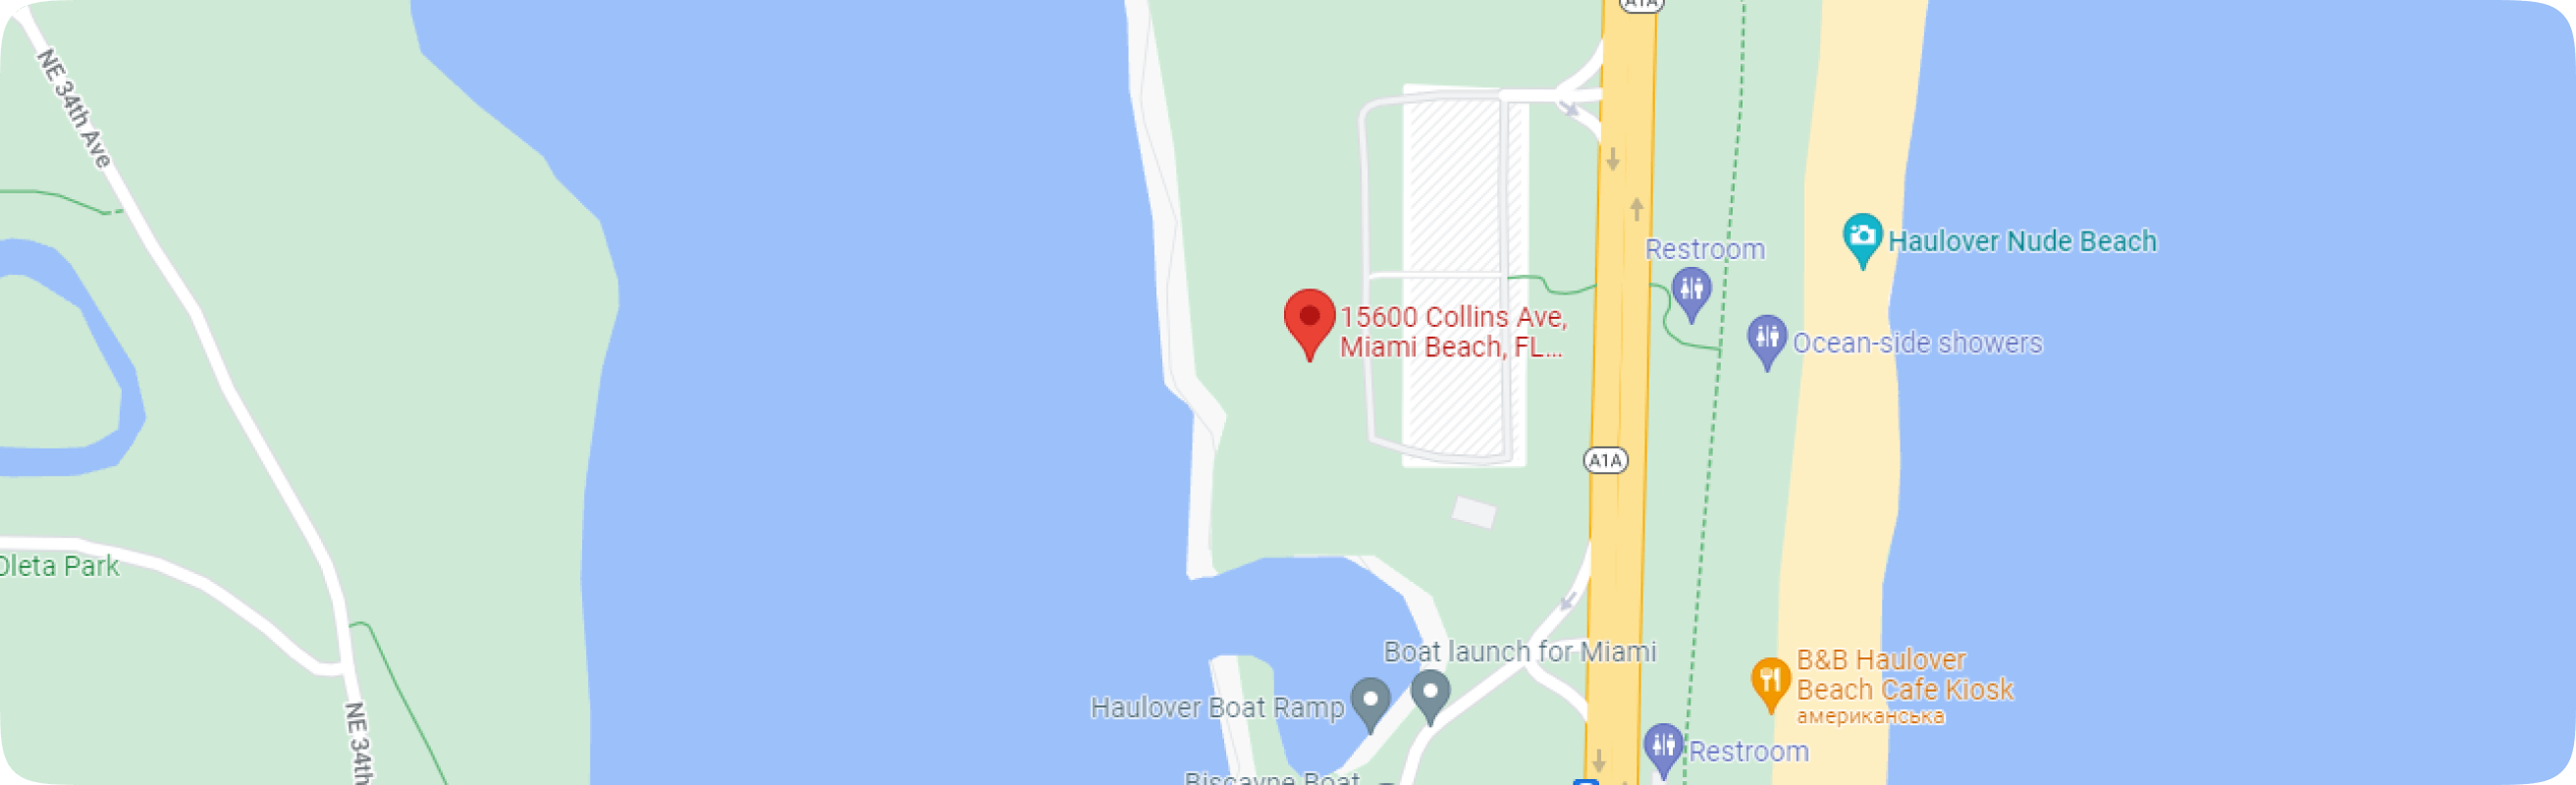 A1A
NE 34th Ave
Restroom
Haulover Nude Beach
15600 Collins Ave,
Miami Beach, FL...
Ocean-side showers
A1A
Oleta Park
Boat launch for Miami
B&B Haulover
Beach Cafe Kiosk
американська
Haulover Boat Ramp
NE 34th
Restroom
Biscayne Boat